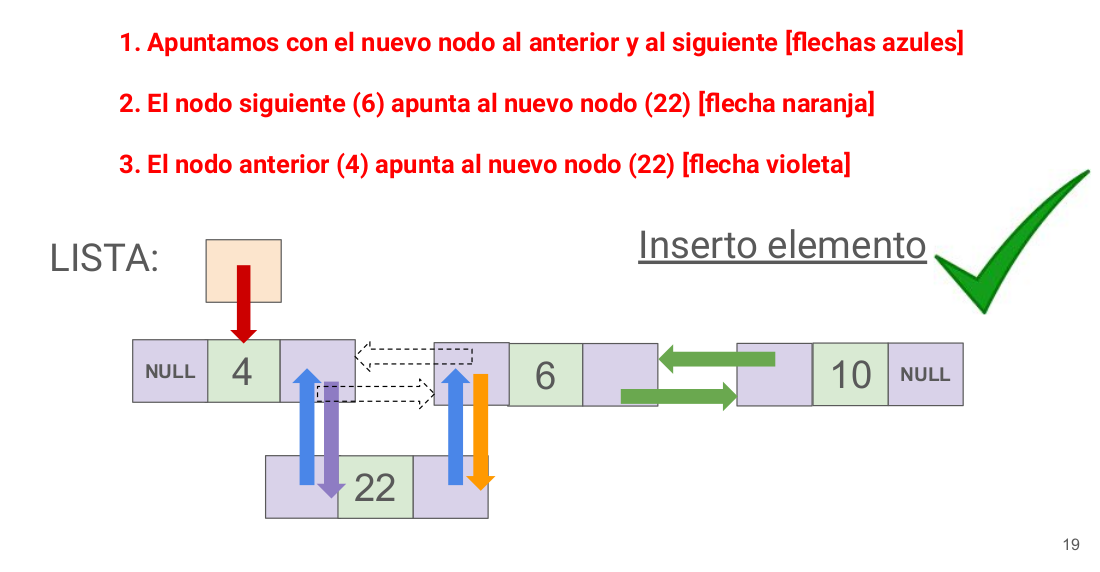 1. Apuntamos con el nuevo nodo al anterior y al siguiente [flechas azules]
2. El nodo siguiente (6) apunta al nuevo nodo (22) [flecha naranja]
3. El nodo anterior (4) apunta al nuevo nodo (22) [flecha violeta]
LISTA:
Inserto elemento
NULL 4
6
10 NULL
22
19